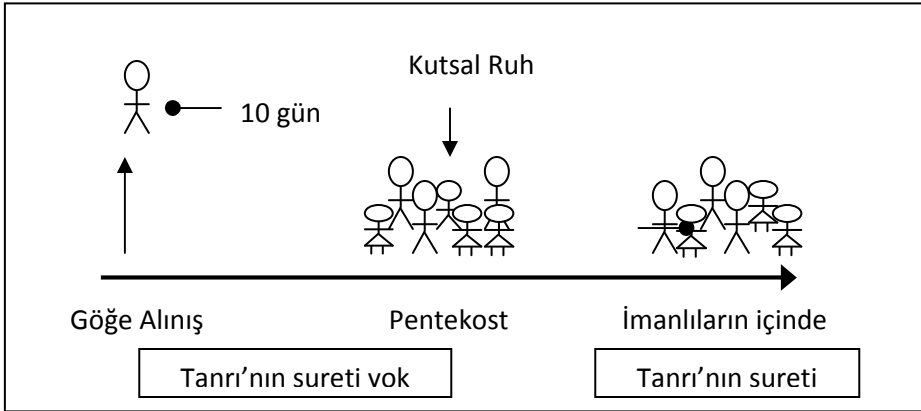 Kutsal Ruh
10 gün
Göğe Alınış
Pentekost
İmanlıların içinde
Tanrı’nın sureti vok
Tanrı’nın sureti